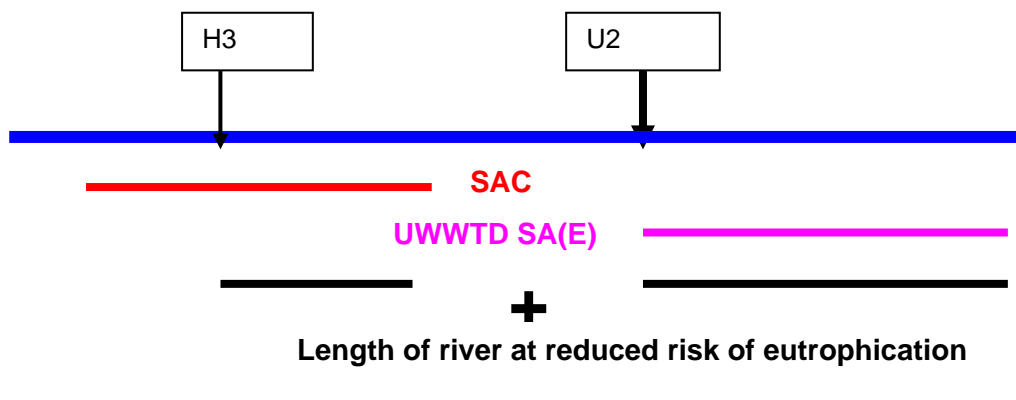 H3
U2
SAC
UWWTD SA(E)
+
Length of river at reduced risk of eutrophication